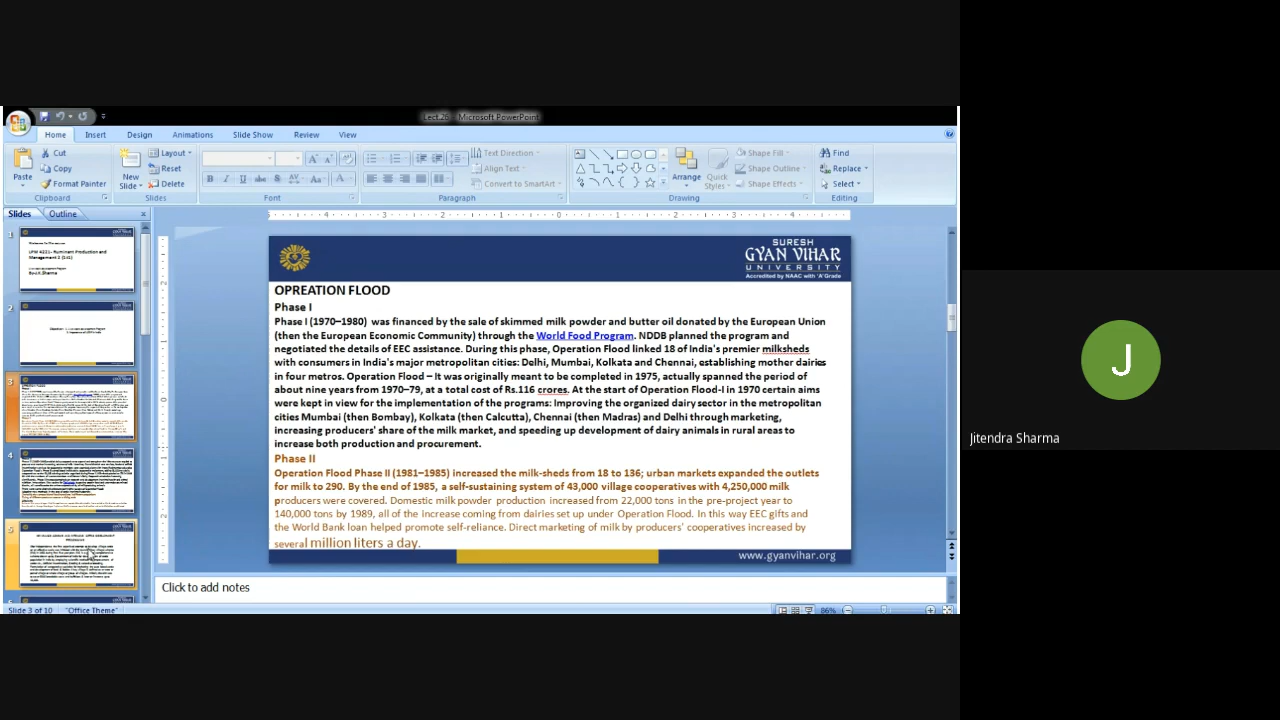 Lect.26 - Microsoft PowerPoint
Home Insert Design Animations Slide Show Review View
Paste Cut Copy Format Painter Clipboard
New Slide Layout Reset Delete Slides
Font
Text Direction Align Text Convert to SmartArt Paragraph
Arrange Quick Styles Shape Fill Shape Outline Shape Effects Drawing
Find Replace Select Editing
Slides Outline
SURESH
GYAN VIHAR
UNIVERSITY
Accredited by NAAC with 'A' Grade
OPREATION FLOOD
Phase I
Phase I (1970–1980) was financed by the sale of skimmed milk powder and butter oil donated by the European Union
(then the European Economic Community) through the World Food Program. NDDB planned the program and
negotiated the details of EEC assistance. During this phase, Operation Flood linked 18 of India's premier milksheds
with consumers in India's major metropolitan cities: Delhi, Mumbai, Kolkata and Chennai, establishing mother dairies
in four metros. Operation Flood – It was originally meant to be completed in 1975, actually spanned the period of
about nine years from 1970–79, at a total cost of Rs.116 crores. At the start of Operation Flood-I in 1970 certain aims
were kept in view for the implementation of the programs: Improving the organized dairy sector in the metropolitan
cities Mumbai (then Bombay), Kolkata (then Calcutta), Chennai (then Madras) and Delhi through marketing,
increasing producers' share of the milk market, and speeding up development of dairy animals in rural areas to
increase both production and procurement.
Phase II
Operation Flood Phase II (1981–1985) increased the milk-sheds from 18 to 136; urban markets expanded the outlets
for milk to 290. By the end of 1985, a self-sustaining system of 43,000 village cooperatives with 4,250,000 milk
producers were covered. Domestic milk powder production increased from 22,000 tons in the pre-project year to
140,000 tons by 1989, all of the increase coming from dairies set up under Operation Flood. In this way EEC gifts and
the World Bank loan helped promote self-reliance. Direct marketing of milk by producers' cooperatives increased by
several million liters a day.
www.gyanvihar.org
Click to add notes
Slide 3 of 10 "Office Theme" 86%
J
Jitendra Sharma